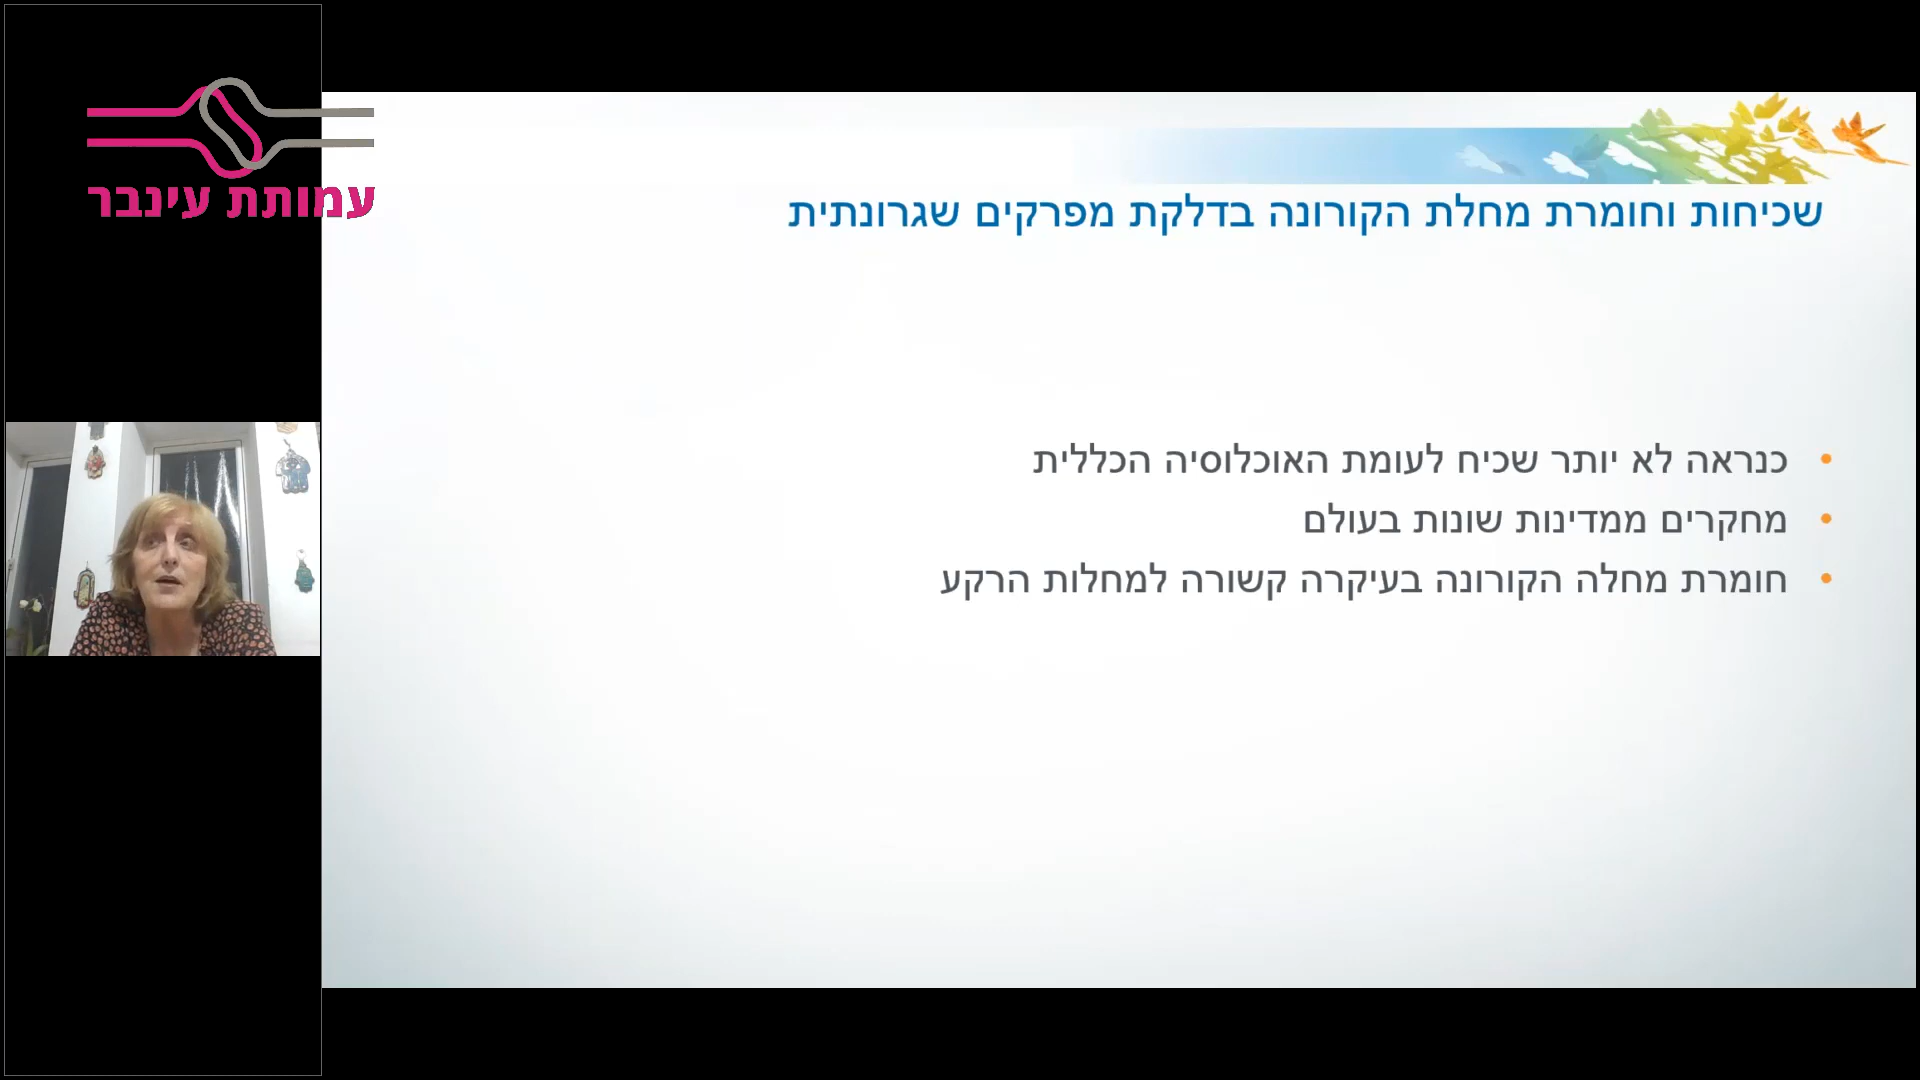 עמותת עינבר
שכיחות וחומרת מחלת הקורונה בדלקת מפרקים שגרונתית
כנראה לא יותר שכיח לעומת האוכלוסיה הכללית
מחקרים ממדינות שונות בעולם
חומרת מחלה הקורונה בעיקרה קשורה למחלות הרקע